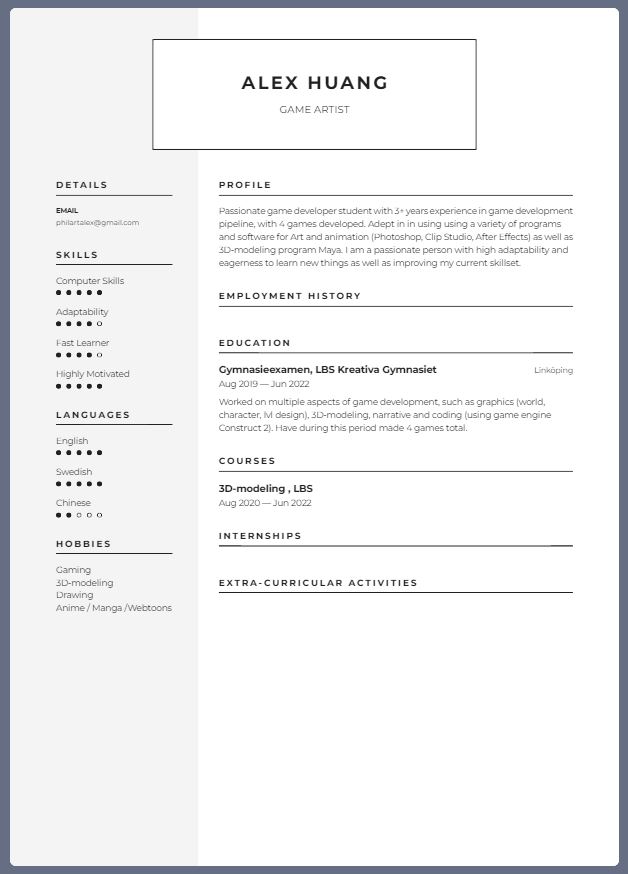 ALEX HUANG
GAME ARTIST
DETAILS
EMAIL
philartalex@gmail.com
SKILLS
Computer Skills
Adaptability
Fast Learner
Highly Motivated
LANGUAGES
English
Swedish
Chinese
HOBBIES
Gaming
3D-modeling
Drawing
Anime / Manga /Webtoons
PROFILE
Passionate game developer student with 3+ years experience in game development
pipeline, with 4 games developed. Adept in in using using a variety of programs
and software for Art and animation (Photoshop, Clip Studio, After Effects) as well as
3D-modeling program Maya. I am a passionate person with high adaptability and
eagerness to learn new things as well as improving my current skillset.
EMPLOYMENT HISTORY
EDUCATION
Gymnasieexamen, LBS Kreativa Gymnasiet
Linköping
Aug 2019 — Jun 2022
Worked on multiple aspects of game development, such as graphics (world,
character, lvl design), 3D-modeling, narrative and coding (using game engine
Construct 2). Have during this period made 4 games total.
COURSES
3D-modeling , LBS
Aug 2020 — Jun 2022
INTERNSHIPS
EXTRA-CURRICULAR ACTIVITIES